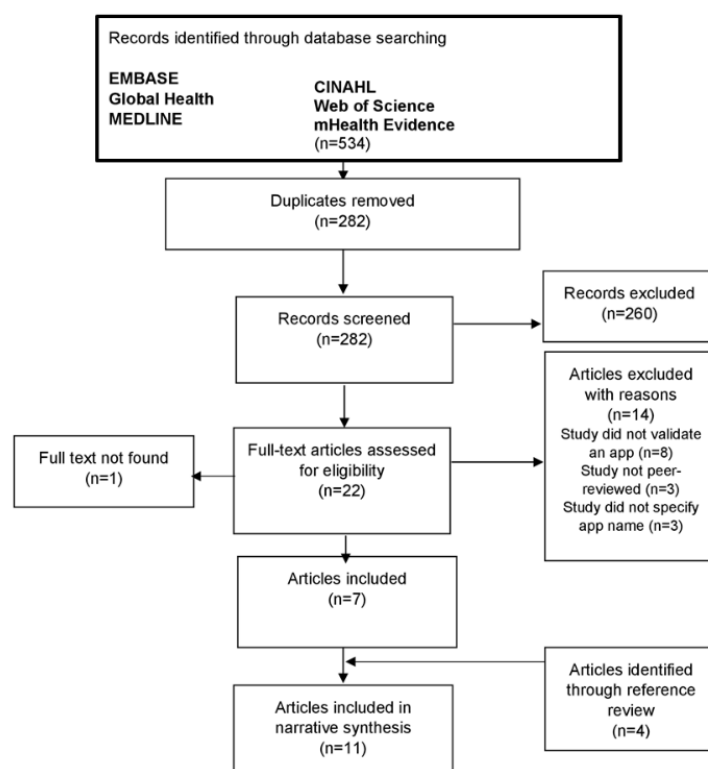 Records identified through database searching
EMBASE
Global Health
MEDLINE
CINAHL
Web of Science
mHealth Evidence
(n=534)
Duplicates removed
(n=282)
Records screened
(n=282)
Records excluded
(n=260)
Full-text articles assessed
for eligibility
(n=22)
Full text not found
(n=1)
Articles excluded
with reasons
(n=14)
Study did not validate
an app (n=8)
Study not peer-
reviewed (n=3)
Study did not specify
app name (n=3)
Articles included
(n=7)
Articles identified
through reference
review
(n=4)
Articles included in
narrative synthesis
(n=11)